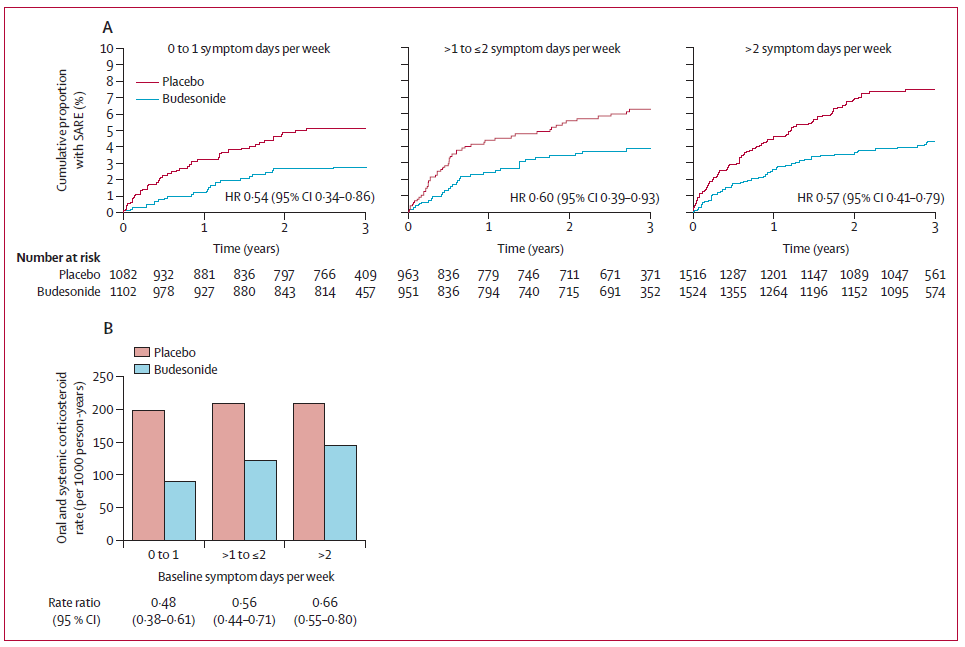 A
0 to 1 symptom days per week
>1 to ≤2 symptom days per week
>2 symptom days per week
Cumulative proportion
with SARE (%)
10
9
8
7
6
5
4
3
2
1
0
Placebo
Budesonide
HR 0·54 (95% CI 0·34–0·86)
HR 0·60 (95% CI 0·39–0·93)
HR 0·57 (95% CI 0·41–0·79)
0 1 2 3 0 1 2 3 0 1 2 3
Time (years) Time (years) Time (years)
Number at risk
Placebo 1082 932 881 836 797 766 409 963 836 779 746 711 671 371 1516 1287 1201 1147 1089 1047 561
Budesonide 1102 978 927 880 843 814 457 951 836 794 740 715 691 352 1524 1355 1264 1196 1152 1095 574
B
Placebo
Budesonide
Oral and systemic corticosteroid
rate (per 1000 person-years)
250
200
150
100
50
0
0 to 1 >1 to ≤2 >2
Baseline symptom days per week
Rate ratio 0·48 0·56 0·66
(95 % CI) (0·38–0·61) (0·44–0·71) (0·55–0·80)